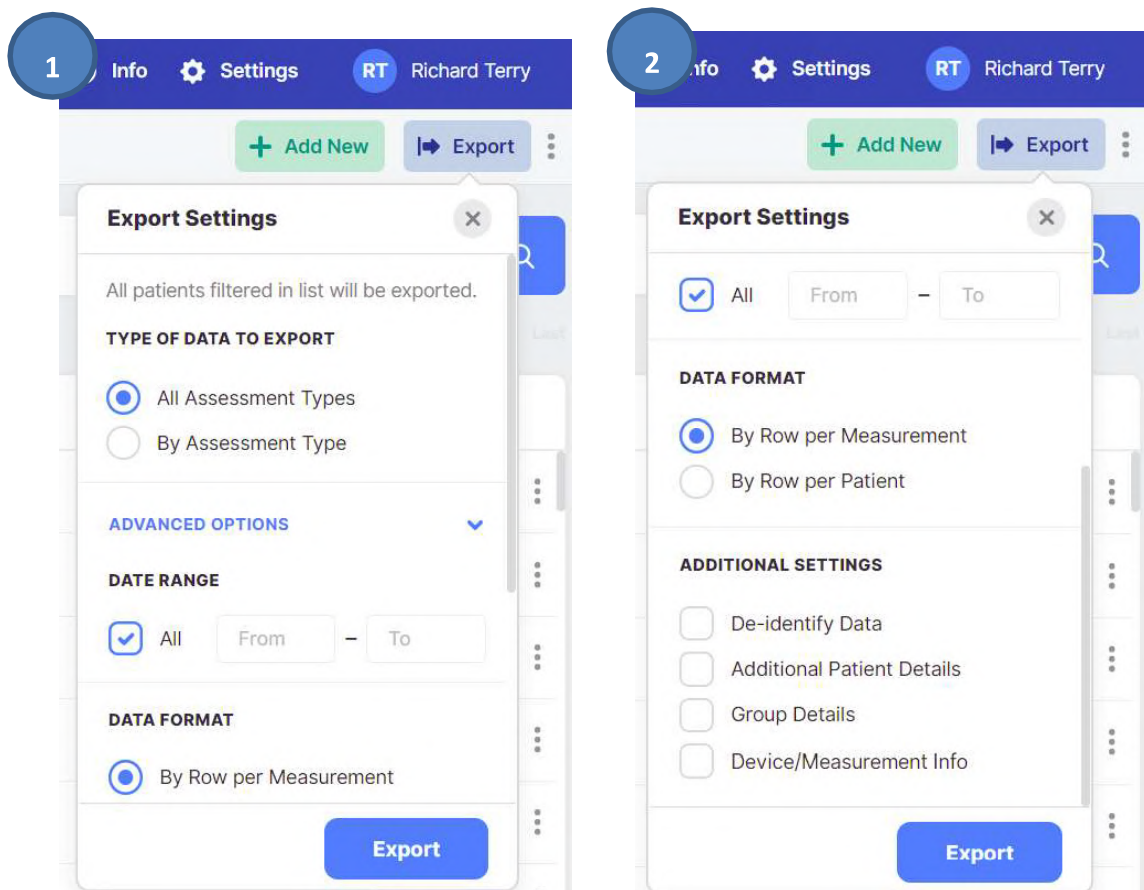 1
Info Settings RT Richard Terry
+ Add New Export
Export Settings
All patients filtered in list will be exported.
TYPE OF DATA TO EXPORT
All Assessment Types
By Assessment Type
ADVANCED OPTIONS
DATE RANGE
All From – To
DATA FORMAT
By Row per Measurement
Export
2
nfo Settings RT Richard Terry
+ Add New Export
Export Settings
All From – To
Last
DATA FORMAT
By Row per Measurement
By Row per Patient
ADDITIONAL SETTINGS
De-identify Data
Additional Patient Details
Group Details
Device/Measurement Info
Export